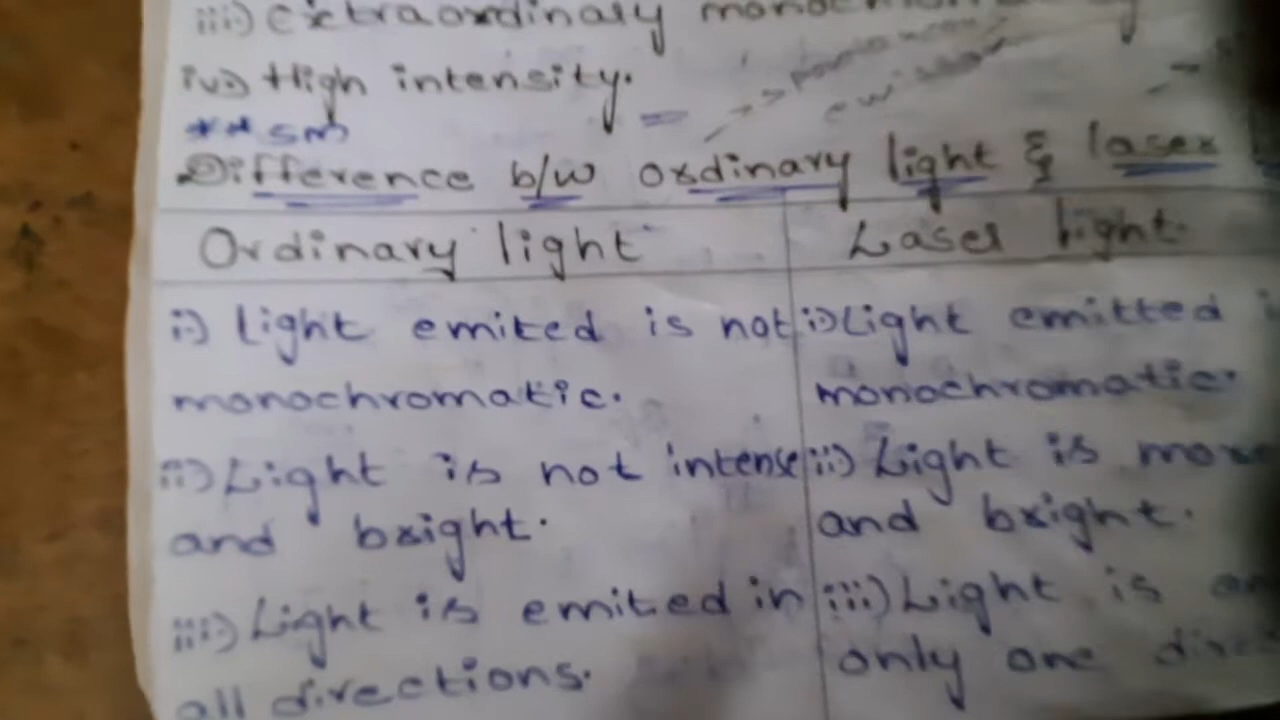 iii) extraordinary
iv) High intensity.
** 5m
Difference b/w ordinary light & laser
Ordinary light Laser light
i) Light emited is not i) Light emitted
monochromatic. monochromatic.
ii) Light is not intense ii) Light is more
and bright. and bright.
iii) Light is emited in iii) Light is
all directions. only one